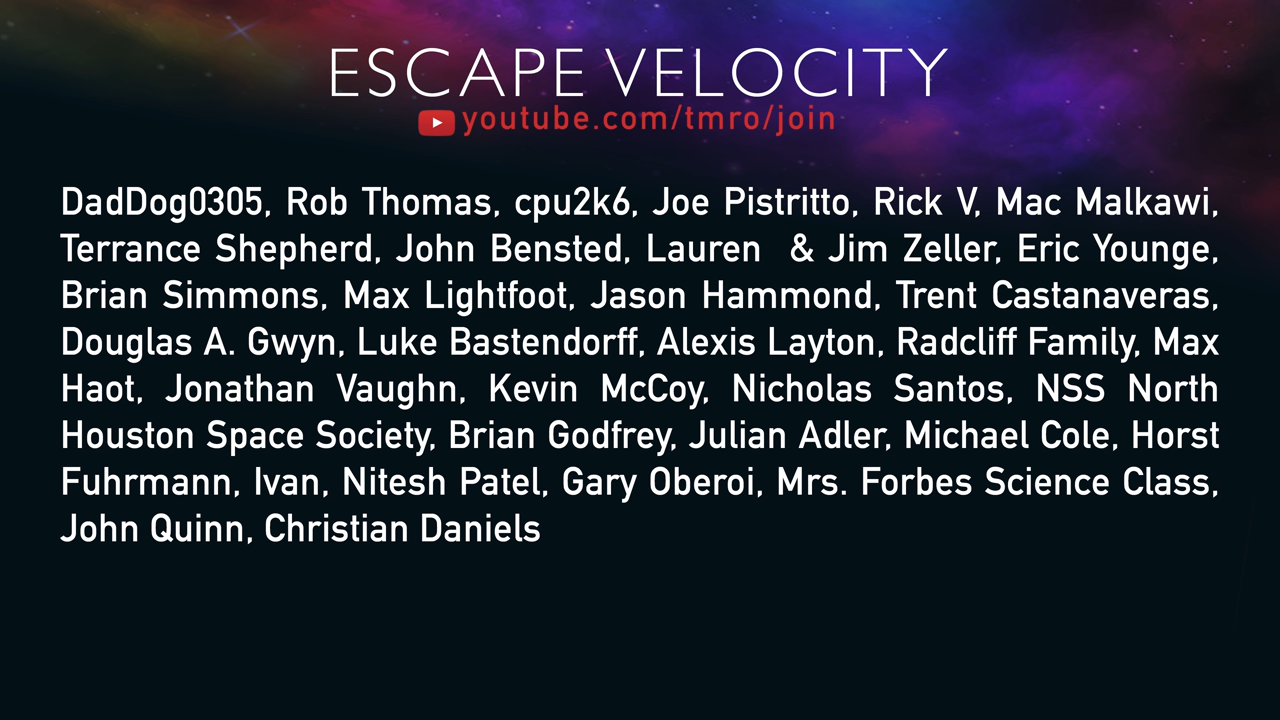 ESCAPE VELOCITY
youtube.com/tmro/join
DadDog0305, Rob Thomas, cpu2k6, Joe Pistritto, Rick V, Mac Malkawi,
Terrance Shepherd, John Bensted, Lauren  & Jim Zeller, Eric Younge,
Brian Simmons, Max Lightfoot, Jason Hammond, Trent Castanaveras,
Douglas A. Gwyn, Luke Bastendorff, Alexis Layton, Radcliff Family, Max
Haot, Jonathan Vaughn, Kevin McCoy, Nicholas Santos, NSS North
Houston Space Society, Brian Godfrey, Julian Adler, Michael Cole, Horst
Fuhrmann, Ivan, Nitesh Patel, Gary Oberoi, Mrs. Forbes Science Class,
John Quinn, Christian Daniels